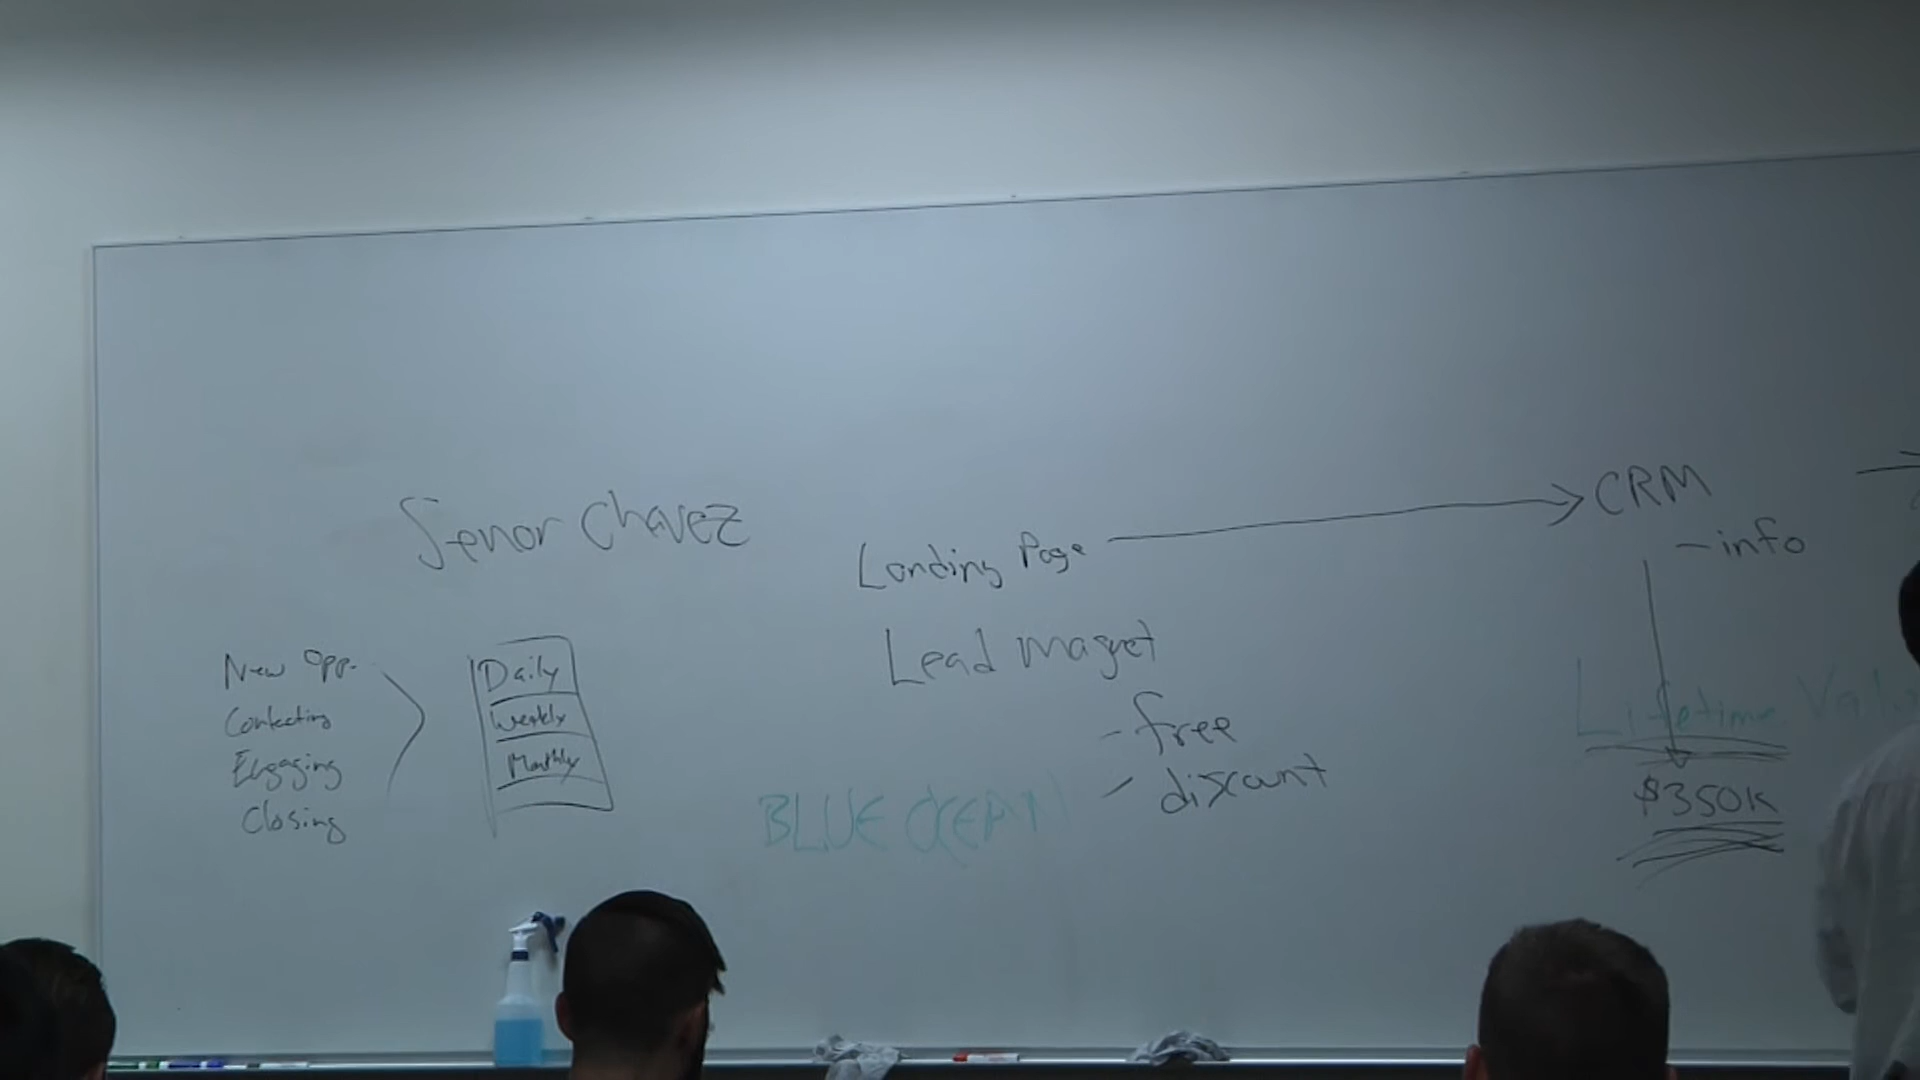 Senor Chavez
New Opp.
Contacting
Engaging
Closing
Daily
Weekly
Monthly
Landing Page
Lead magnet
- free
- discount
BLUE OCEAN
CRM
- info
Lifetime Value
$350K